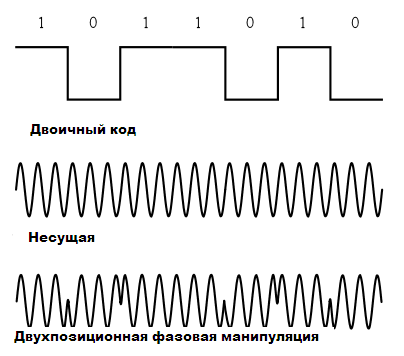 1 0 1 1 0 1 0
Двоичный код
Несущая
Двухпозиционная фазовая манипуляция